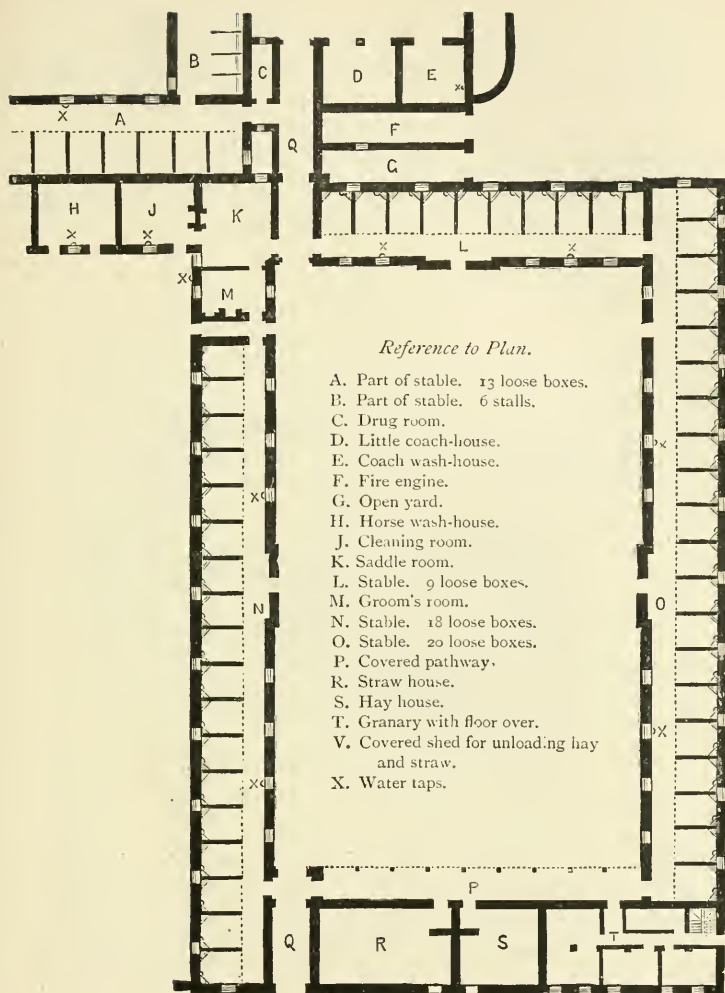 B
C
D
E
X
X
A
F
Q
G
H
J
K
X
X
X
X
L
X
M
Reference to Plan.
A. Part of stable. 13 loose boxes.
B. Part of stable. 6 stalls.
C. Drug room.
D. Little coach-house.
E. Coach wash-house.
F. Fire engine.
G. Open yard.
H. Horse wash-house.
J. Cleaning room.
K. Saddle room.
L. Stable. 9 loose boxes.
M. Groom's room.
N. Stable. 18 loose boxes.
O. Stable. 20 loose boxes.
P. Covered pathway.
R. Straw house.
S. Hay house.
T. Granary with floor over.
V. Covered shed for unloading hay
and straw.
X. Water taps.
X
X
N
O
X
X
P
Q
R
S
T